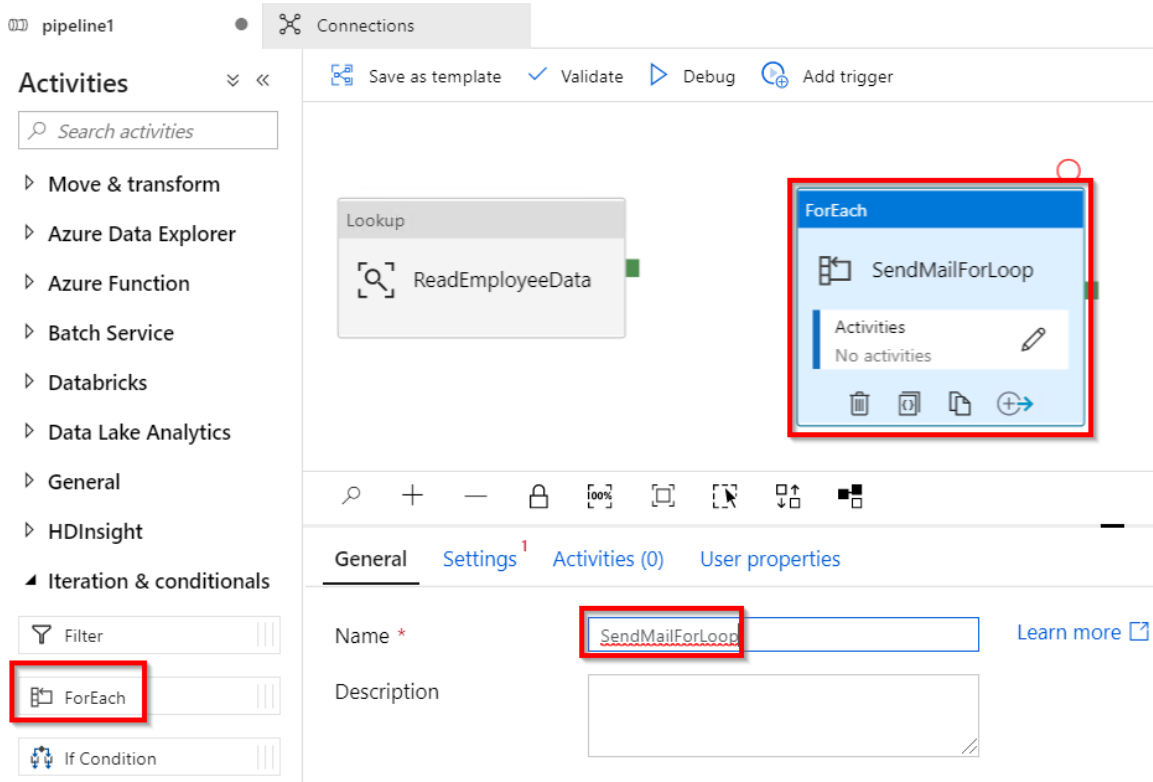 pipeline1
Connections
Activities
Search activities
Move & transform
Azure Data Explorer
Azure Function
Batch Service
Databricks
Data Lake Analytics
General
HDInsight
Iteration & conditionals
Filter
ForEach
If Condition
Save as template
Validate
Debug
Add trigger
Lookup
ReadEmployeeData
ForEach
SendMailForLoop
Activities
No activities
100%
General
Settings 1
Activities (0)
User properties
Name *
SendMailForLoop
Learn more
Description